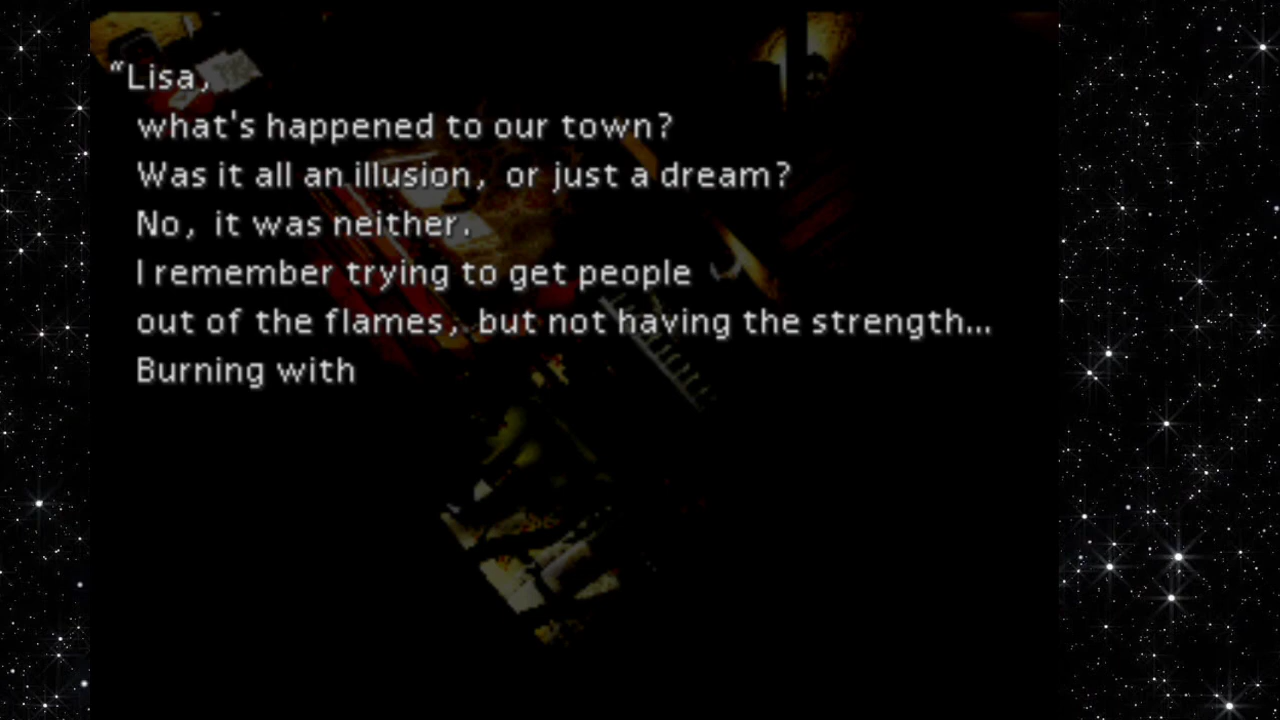 “Lisa,
what's happened to our town?
Was it all an illusion, or just a dream?
No, it was neither.
I remember trying to get people
out of the flames, but not having the strength...
Burning with